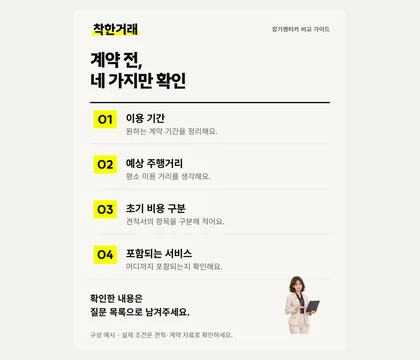 착한거래
장기렌터카 비교 가이드
계약 전,
네 가지만 확인
01
이용 기간
원하는 계약 기간을 정리해요.
02
예상 주행거리
평소 이용 거리를 생각해요.
03
초기 비용 구분
견적서의 항목을 구분해 적어요.
04
포함되는 서비스
어디까지 포함되는지 확인해요.
확인한 내용은
질문 목록으로 남겨주세요.
구성 예시 · 실제 조건은 견적·계약 자료로 확인하세요.